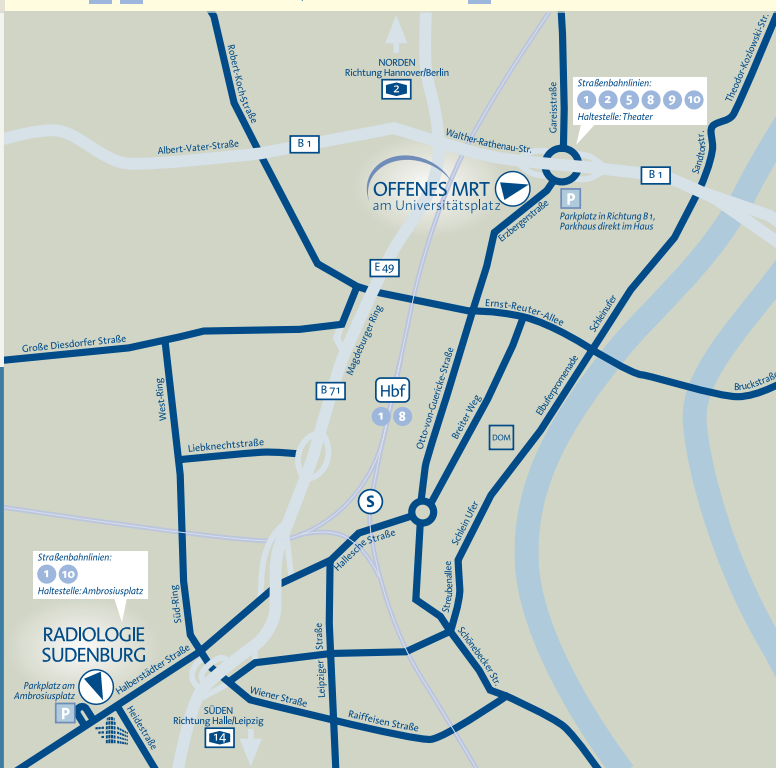 NORDEN
Richtung Hannover/Berlin
2
Robert-Koch-Straße
Gareisstraße
Straßenbahnlinien:
1 2 5 8 9 10
Haltestelle: Theater
Theodor-Kozlowski-Str.
Albert-Vater-Straße
B 1
Walther-Rathenau-Str.
Sandtorstr.
B 1
OFFENES MRT
am Universitätsplatz
P
Parkplatz in Richtung B 1,
Parkhaus direkt im Haus
Erzbergerstraße
E 49
Ernst-Reuter-Allee
Schleinufer
Magdeburger Ring
Große Diesdorfer Straße
West-Ring
B 71
Hbf
1 8
Otto-von-Guericke-Straße
Breiter Weg
Elbuferpromenade
Bruckstraße
DOM
Liebknechtstraße
S
Schlein Ufer
Hallesche Straße
Straßenbahnlinien:
1 10
Haltestelle: Ambrosiusplatz
Süd-Ring
Streubenallee
RADIOLOGIE
SUDENBURG
Halberstädter Straße
Leipziger Straße
Schönebecker Str.
Parkplatz am
Ambrosiusplatz
P
Heidestraße
Wiener Straße
Raiffeisen Straße
SÜDEN
Richtung Halle/Leipzig
14